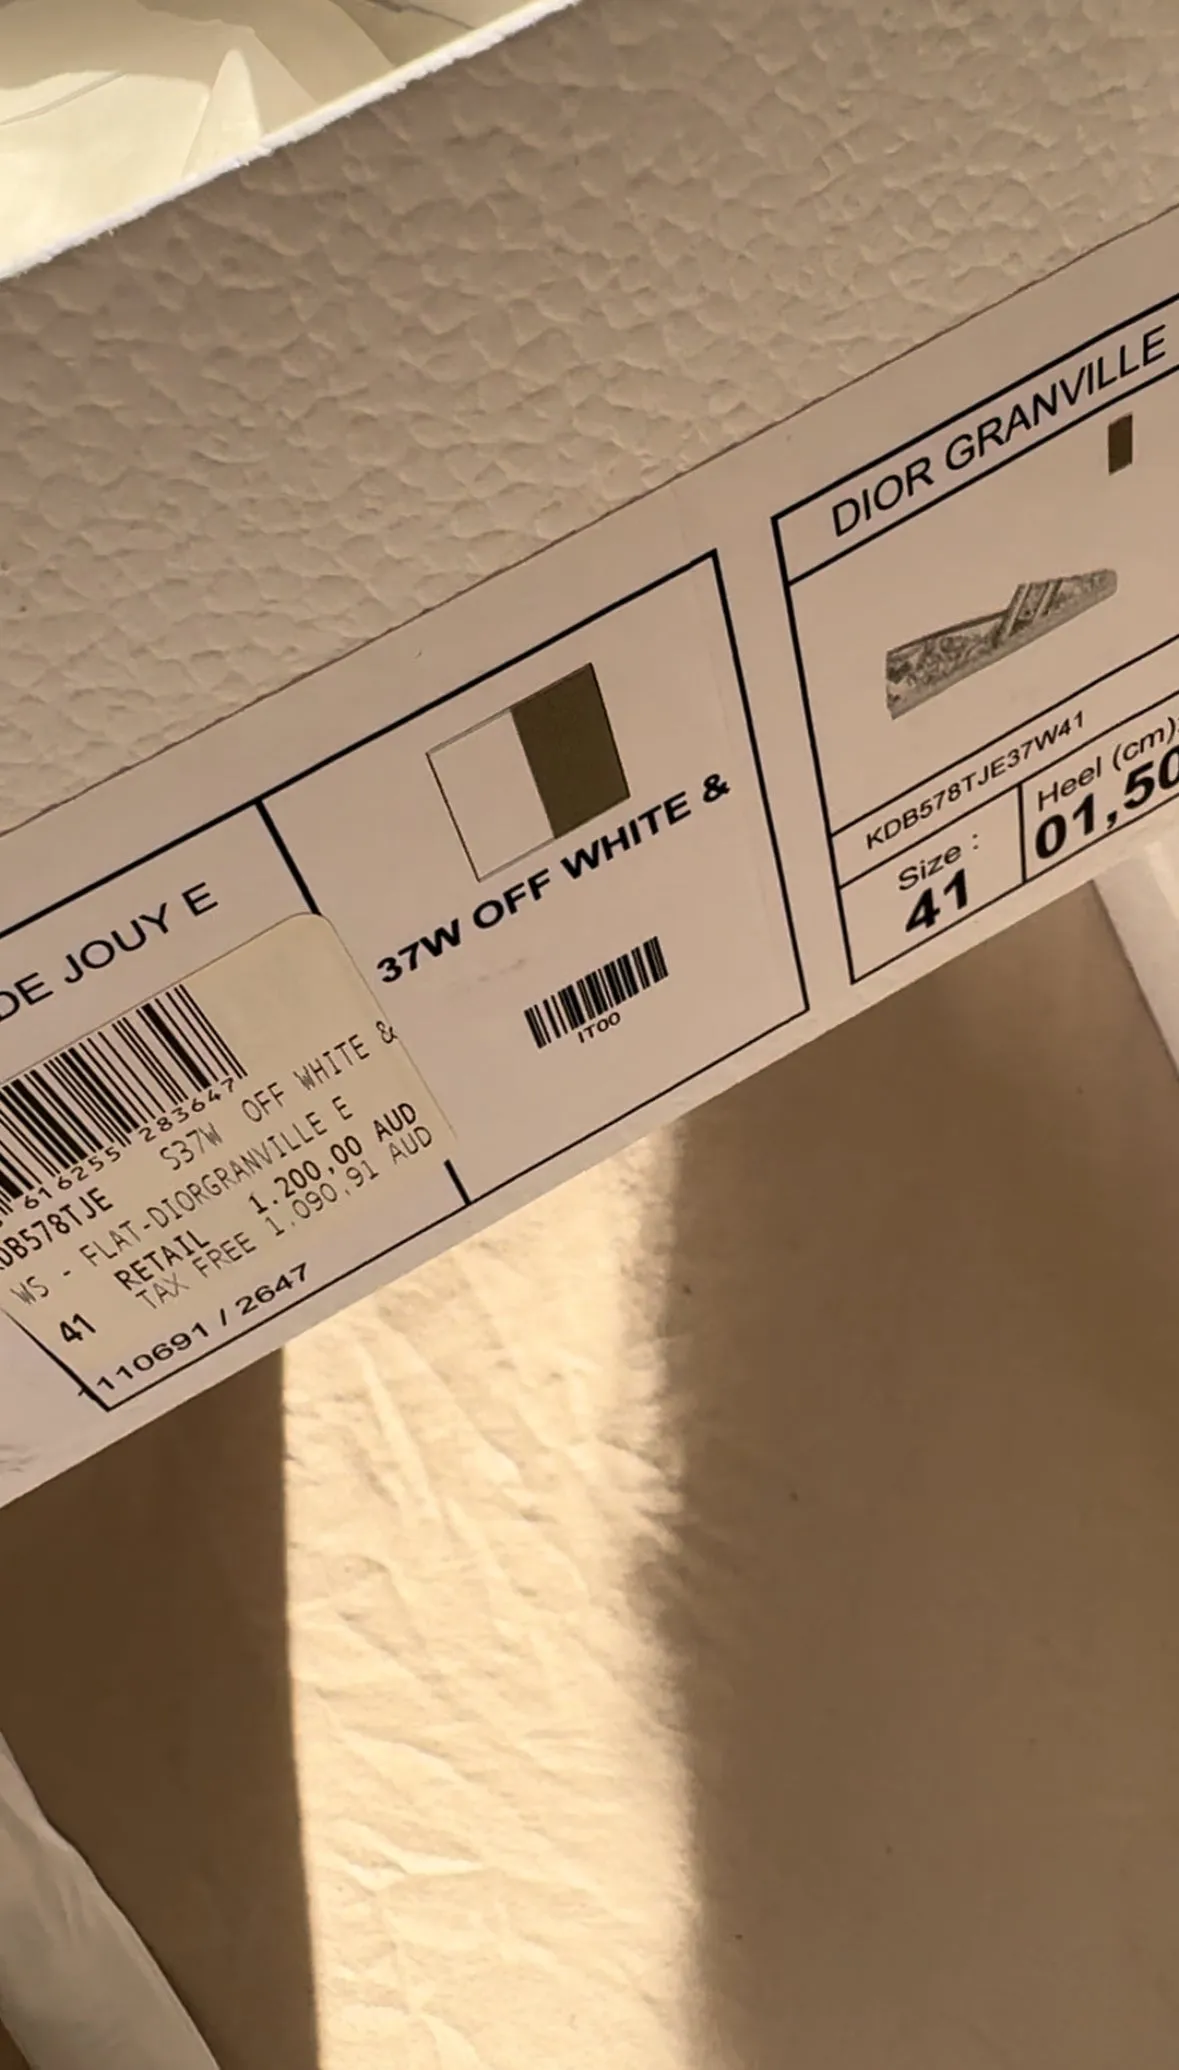 DE JOUY E
616255 283647
S37W OFF WHITE &
DB578TJE
WS - FLAT-DIORGRANVILLE E
RETAIL 1.200,00 AUD
41 TAX FREE 1.090,91 AUD
110691 / 2647
37W OFF WHITE &
IT00
DIOR GRANVILLE
KDB578TJE37W41
Size :
41
Heel (cm):
01,50